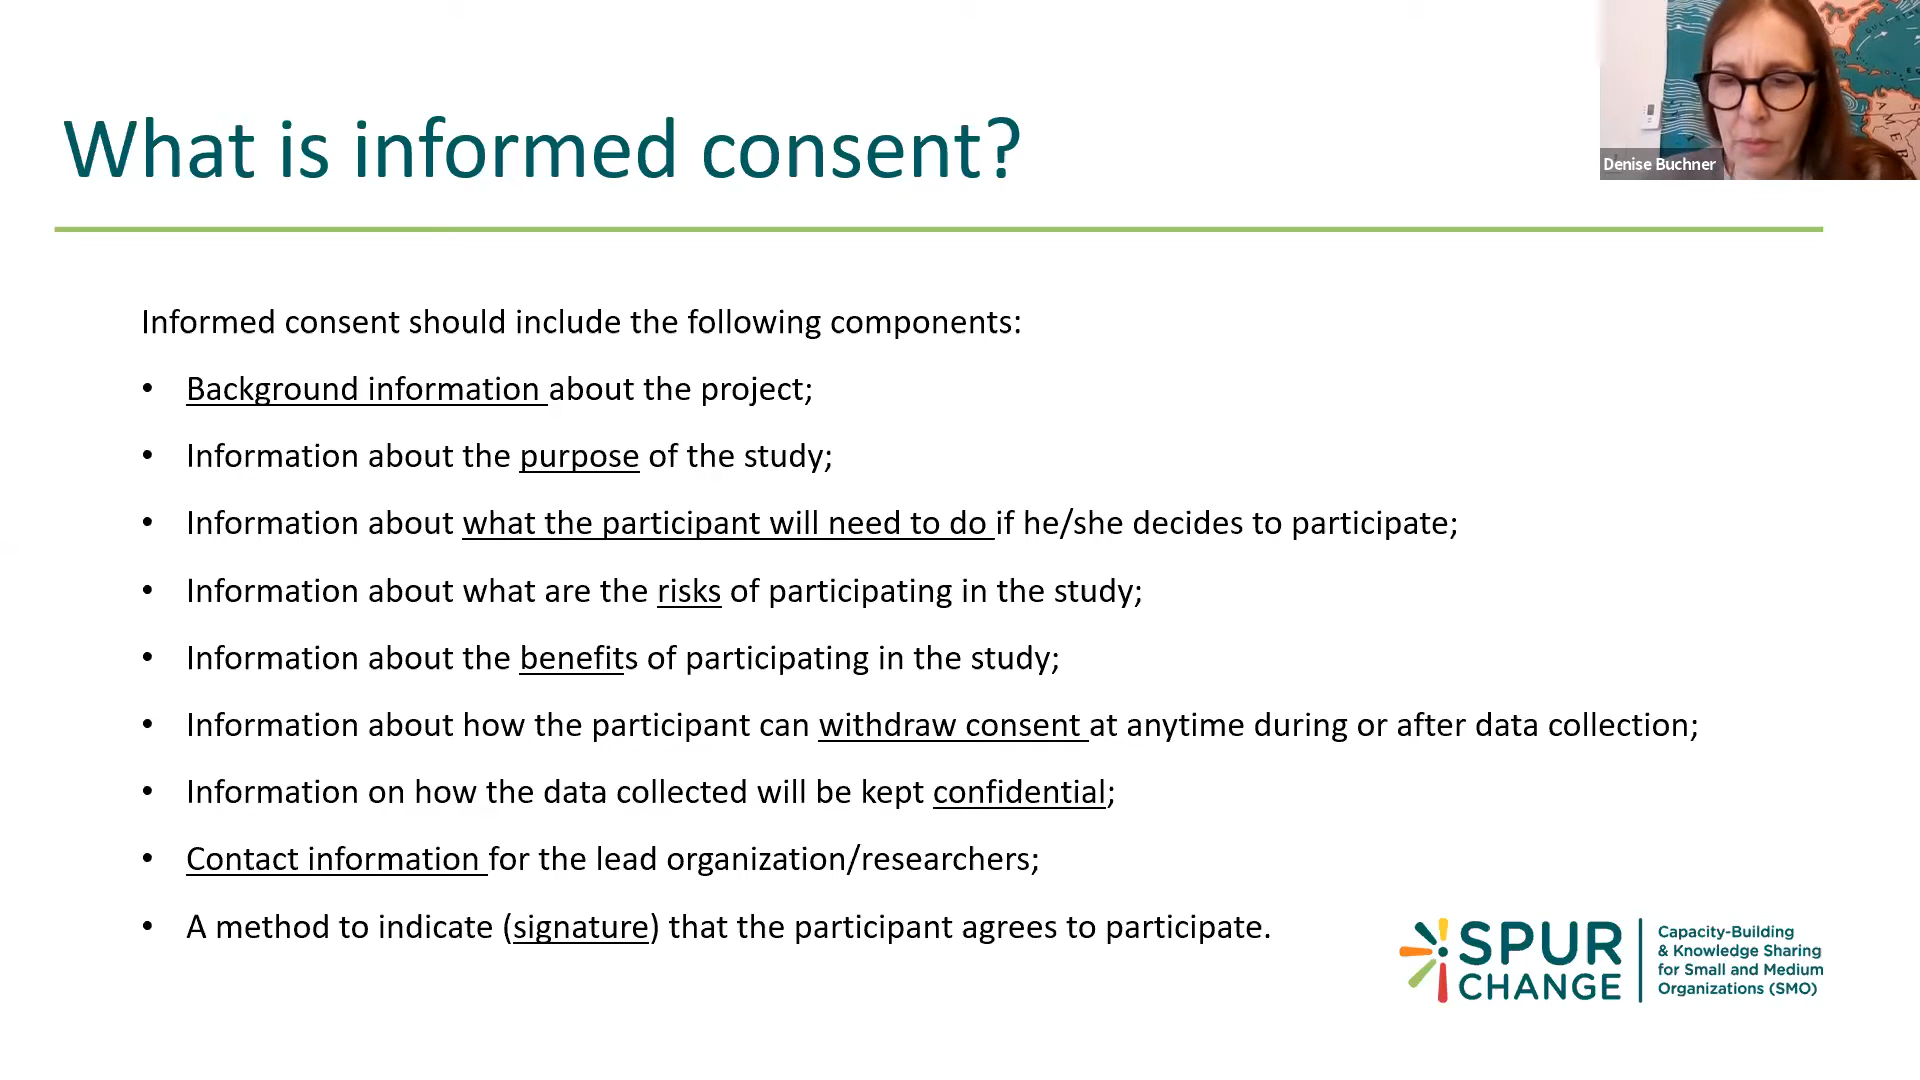 What is informed consent?
Denise Buchner
Informed consent should include the following components:
• Background information about the project;
• Information about the purpose of the study;
• Information about what the participant will need to do if he/she decides to participate;
• Information about what are the risks of participating in the study;
• Information about the benefits of participating in the study;
• Information about how the participant can withdraw consent at anytime during or after data collection;
• Information on how the data collected will be kept confidential;
• Contact information for the lead organization/researchers;
• A method to indicate (signature) that the participant agrees to participate.
SPUR
CHANGE
Capacity-Building
& Knowledge Sharing
for Small and Medium
Organizations (SMO)